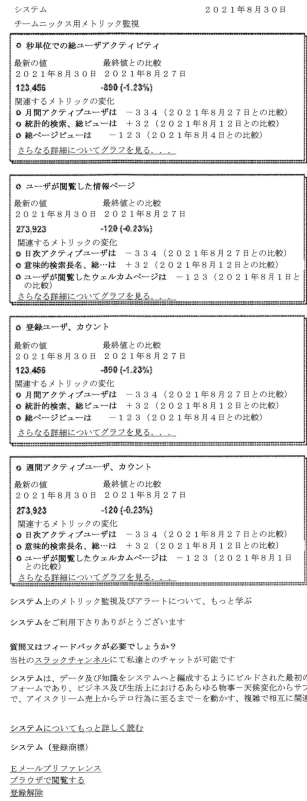 システム ２０２１年８月３０日
チームニックス用メトリック監視
秒単位での総ユーザアクティビティ
最新の値 最終値との比較
２０２１年８月３０日 ２０２１年８月２７日
123,456 -890 (-1.23%)
関連するメトリックの変化
月間アクティブユーザは －３３４（２０２１年８月２７日との比較）
統計的検索、総ビューは ＋３２（２０２１年８月１２日との比較）
総ページビューは －１２３（２０２１年８月４日との比較）
さらなる詳細についてグラフを見る．．．
ユーザが閲覧した情報ページ
最新の値 最終値との比較
２０２１年８月３０日 ２０２１年８月２７日
273,923 -120 (-0.23%)
関連するメトリックの変化
日次アクティブユーザは －３３４（２０２１年８月２７日との比較）
意味的検索長名、総…は ＋３２（２０２１年８月１２日との比較）
ユーザが閲覧したウェルカムページは －１２３（２０２１年８月１日と
の比較）
さらなる詳細についてグラフを見る．．．
登録ユーザ、カウント
最新の値 最終値との比較
２０２１年８月３０日 ２０２１年８月２７日
123,456 -890 (-1.23%)
関連するメトリックの変化
月間アクティブユーザは －３３４（２０２１年８月２７日との比較）
統計的検索、総ビューは ＋３２（２０２１年８月１２日との比較）
総ページビューは －１２３（２０２１年８月４日との比較）
さらなる詳細についてグラフを見る．．．
週間アクティブユーザ、カウント
最新の値 最終値との比較
２０２１年８月３０日 ２０２１年８月２７日
273,923 -120 (-0.23%)
関連するメトリックの変化
日次アクティブユーザは －３３４（２０２１年８月２７日との比較）
意味的検索長名、総…は ＋３２（２０２１年８月１２日との比較）
ユーザが閲覧したウェルカムページは －１２３（２０２１年８月１日
との比較）
さらなる詳細についてグラフを見る．．．
システム上のメトリック監視及びアラートについて、もっと学ぶ
システムをご利用下さりありがとうございます
質問又はフィードバックが必要でしょうか？
当社のスラックチャンネルにて私達とのチャットが可能です
システムは、データ及び知識をシステムへと編成するようにビルドされた最初の
フォームであり、ビジネス及び生活上におけるあらゆる物事－天候変化からサプ
で、アイスクリーム売上からテロ行為に至るまで－を動かす、複雑で相互に関連
システムについてもっと詳しく読む
システム（登録商標）
Ｅメールプリファレンス
ブラウザで閲覧する
登録解除